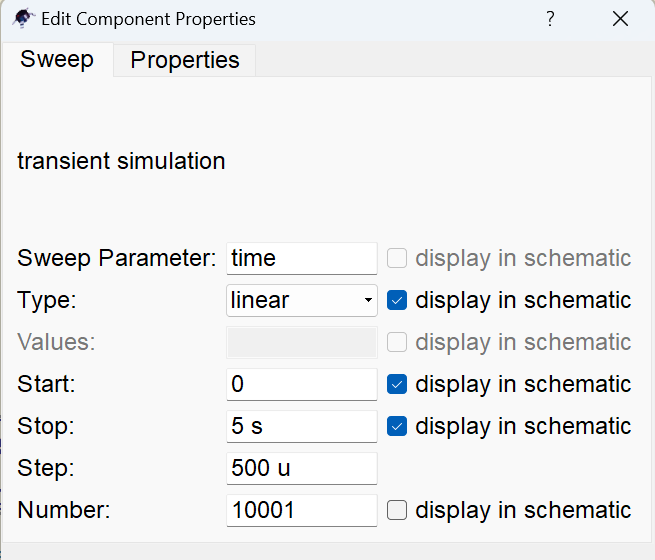 Edit Component Properties ?
Sweep Properties
transient simulation
Sweep Parameter: time display in schematic
Type: linear display in schematic
Values: display in schematic
Start: 0 display in schematic
Stop: 5 s display in schematic
Step: 500 u
Number: 10001 display in schematic